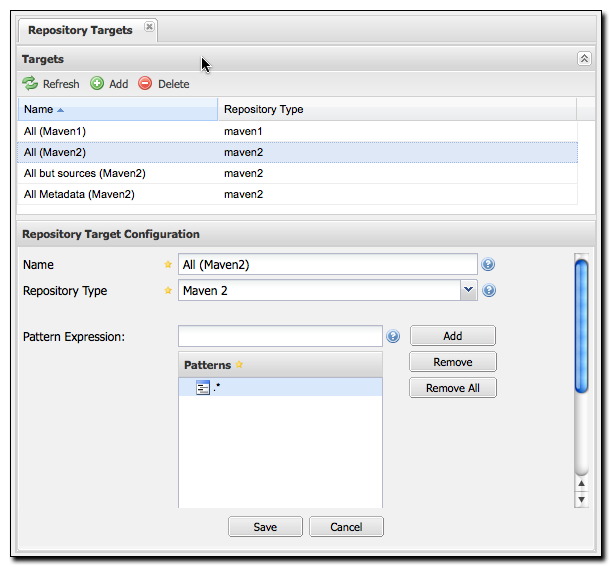 Repository Targets
Targets
Refresh Add Delete
Name Repository Type
All (Maven1) maven1
All (Maven2) maven2
All but sources (Maven2) maven2
All Metadata (Maven2) maven2
Repository Target Configuration
Name All (Maven2)
Repository Type Maven 2
Pattern Expression: Add
Patterns Remove
.* Remove All
Save Cancel